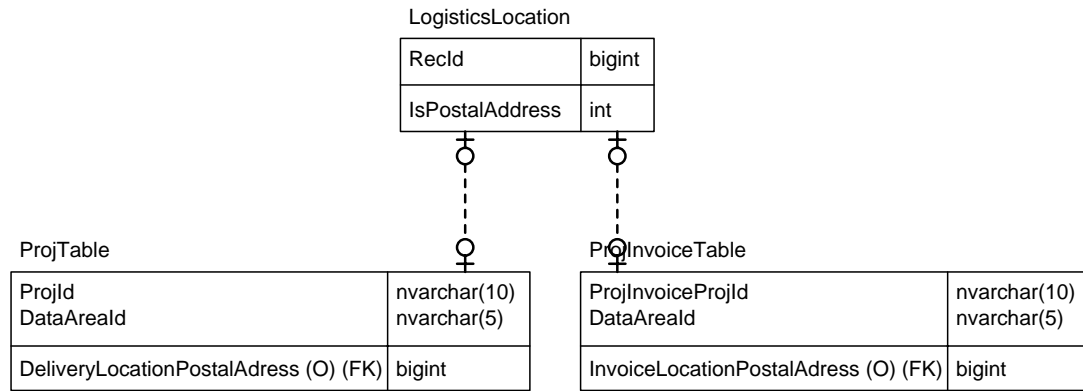 LogisticsLocation
RecId bigint
IsPostalAddress int
ProjTable
ProjId nvarchar(10)
DataAreaId nvarchar(5)
DeliveryLocationPostalAdress (O) (FK) bigint
ProjInvoiceTable
ProjInvoiceProjId nvarchar(10)
DataAreaId nvarchar(5)
InvoiceLocationPostalAdress (O) (FK) bigint